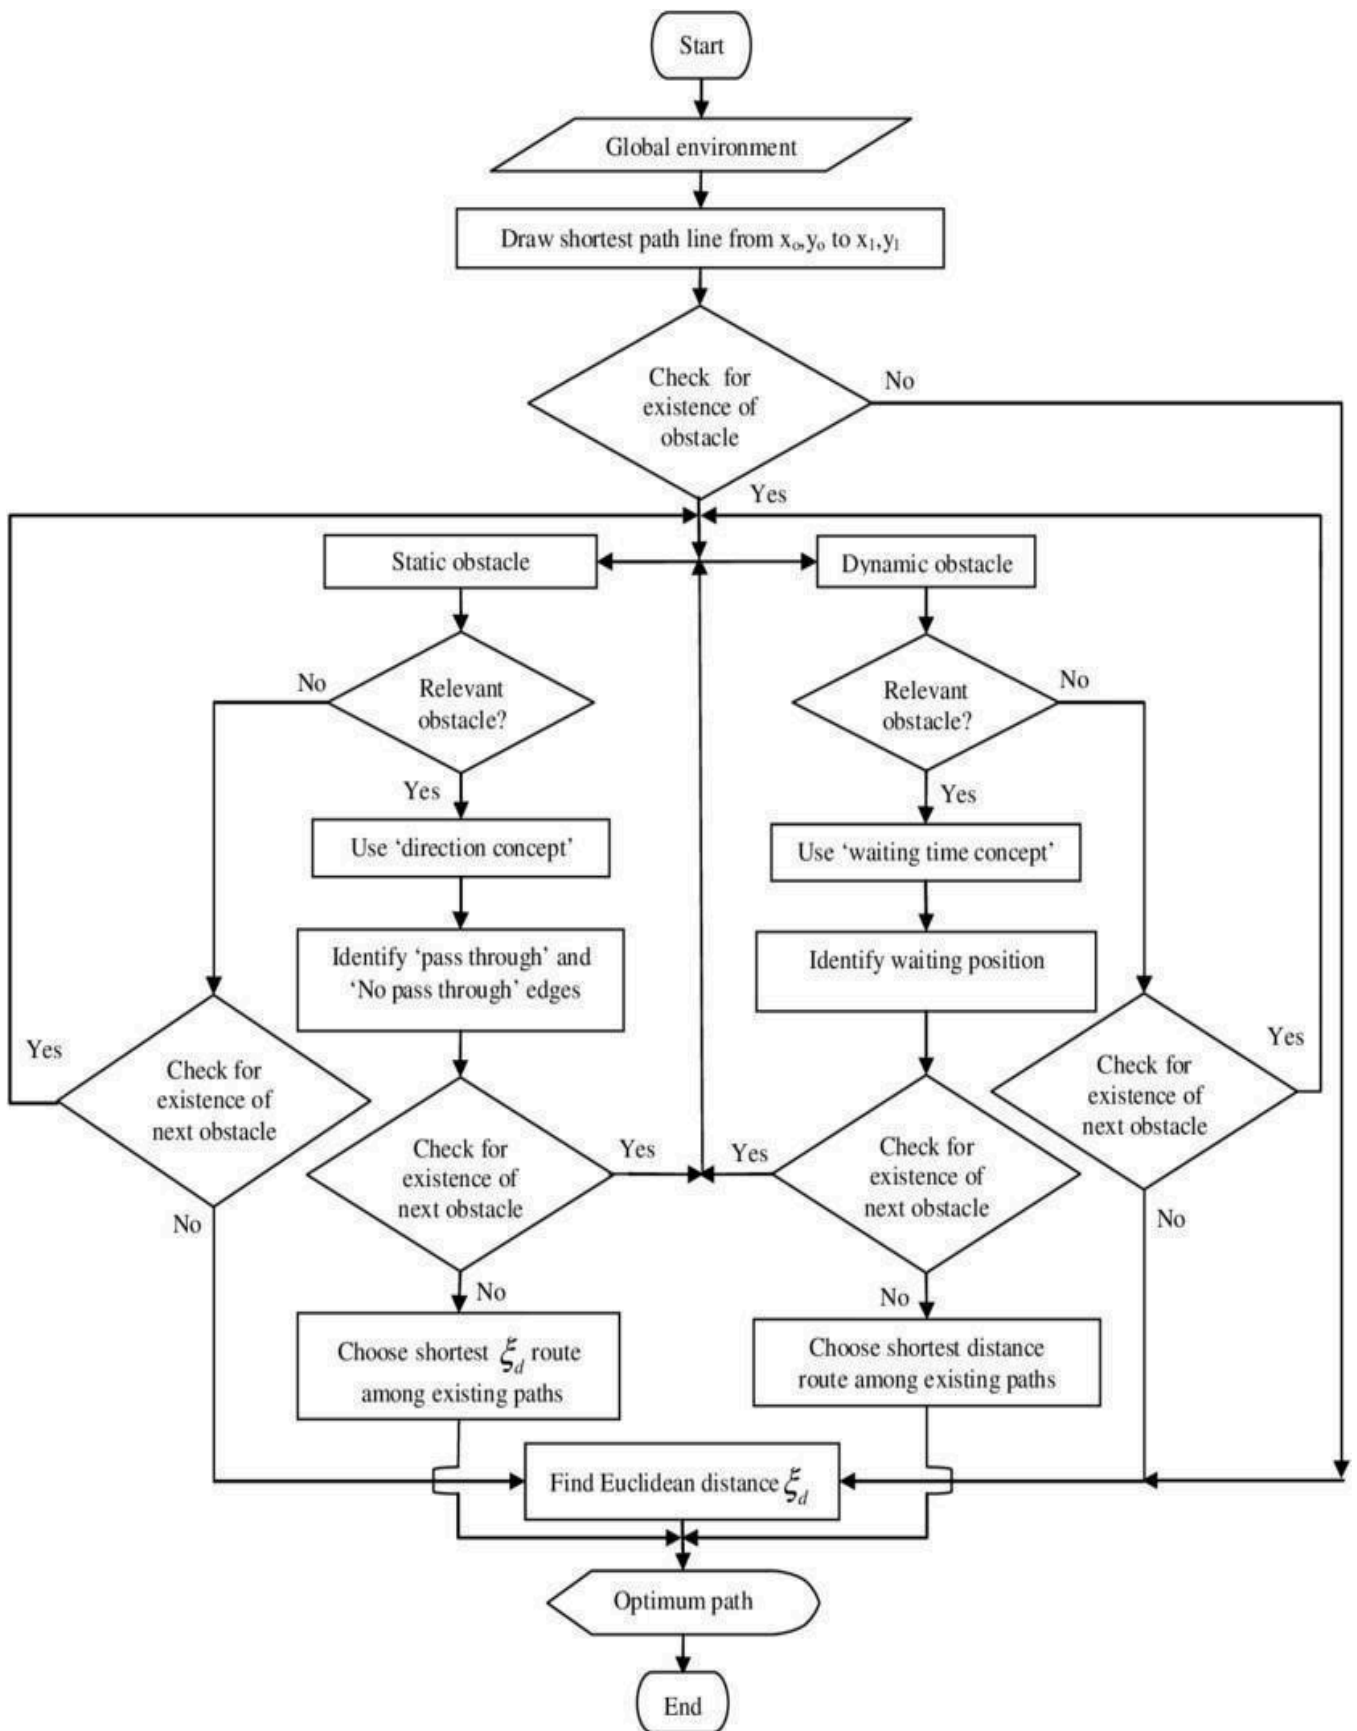 Start
Global environment
Draw shortest path line from xₒ,yₒ to x₁,y₁
Check for
existence of
obstacle
No
Yes
Static obstacle
Dynamic obstacle
No
Relevant
obstacle?
Relevant
obstacle?
No
Yes
Yes
Use ‘direction concept’
Use ‘waiting time concept’
Identify ‘pass through’ and
‘No pass through’ edges
Identify waiting position
Yes
Check for
existence of
next obstacle
No
Check for
existence of
next obstacle
Yes
Yes
Check for
existence of
next obstacle
Check for
existence of
next obstacle
Yes
No
No
No
Choose shortest ξ_d route
among existing paths
Choose shortest distance
route among existing paths
Find Euclidean distance ξ_d
Optimum path
End